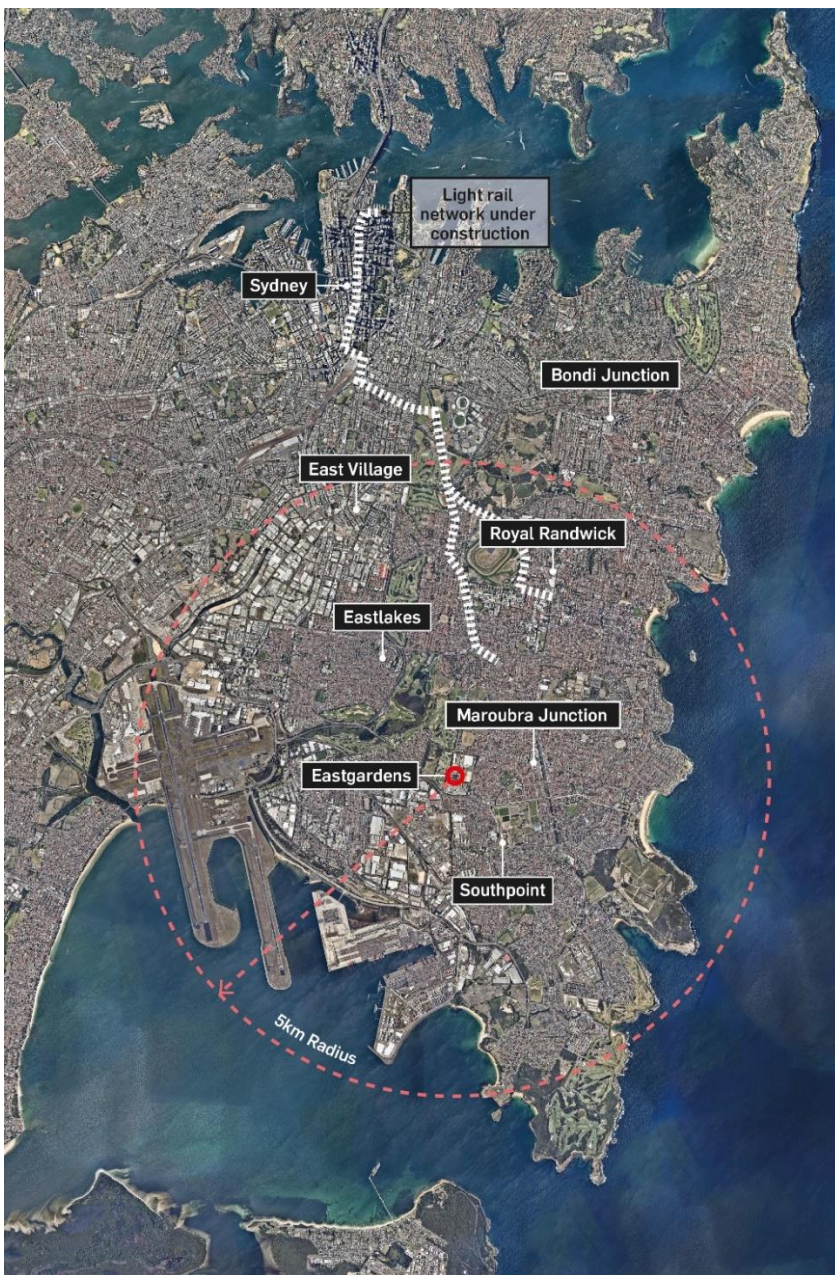 Light rail
network under
construction
Sydney
Bondi Junction
East Village
Royal Randwick
Eastlakes
Maroubra Junction
Eastgardens
Southpoint
5km Radius